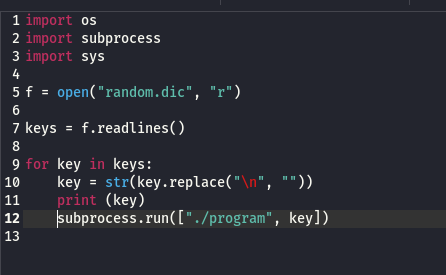 1 import os
2 import subprocess
3 import sys
4
5 f = open("random.dic", "r")
6
7 keys = f.readlines()
8
9 for key in keys:
10     key = str(key.replace("\n", ""))
11     print (key)
12     subprocess.run(["./program", key])
13